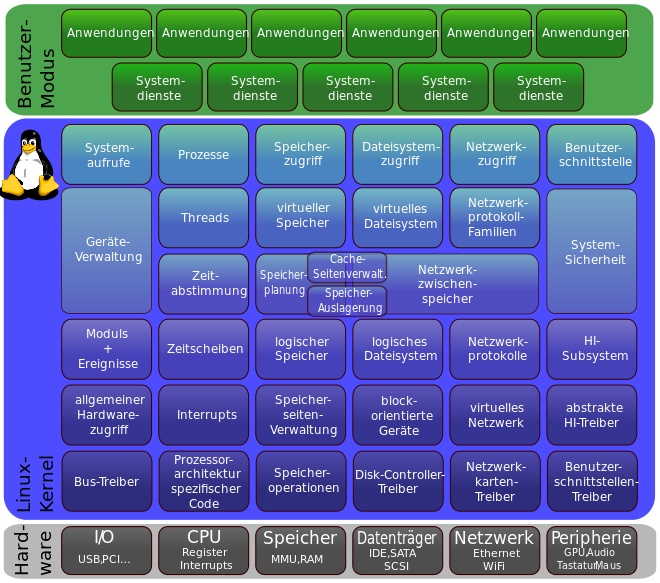 Benutzer-
Modus
Anwendungen Anwendungen Anwendungen Anwendungen Anwendungen Anwendungen
System-
dienste
System-
dienste
System-
dienste
System-
dienste
System-
dienste
Linux-
Kernel
System-
aufrufe
Prozesse
Speicher-
zugriff
Dateisystem-
zugriff
Netzwerk-
zugriff
Benutzer-
schnittstelle
Geräte-
Verwaltung
Threads
virtueller
Speicher
virtuelles
Dateisystem
Netzwerk-
protokoll-
Familien
System-
Sicherheit
Zeit-
abstimmung
Speicher-
planung
Cache-
Seitenverwalt.
Speicher-
Auslagerung
Netzwerk-
zwischen-
speicher
Moduls
+
Ereignisse
Zeitscheiben
logischer
Speicher
logisches
Dateisystem
Netzwerk-
protokolle
HI-
Subsystem
allgemeiner
Hardware-
zugriff
Interrupts
Speicher-
seiten-
Verwaltung
block-
orientierte
Geräte
virtuelles
Netzwerk
abstrakte
HI-Treiber
Bus-Treiber
Prozessor-
architektur
spezifischer
Code
Speicher-
operationen
Disk-Controller-
Treiber
Netzwerk-
karten-
Treiber
Benutzer-
schnittstellen-
Treiber
Hard-
ware
I/O
USB,PCI...
CPU
Register
Interrupts
Speicher
MMU,RAM
Datenträger
IDE,SATA
SCSI
Netzwerk
Ethernet
WiFi
Peripherie
GPU,Audio
Tastatur,Maus